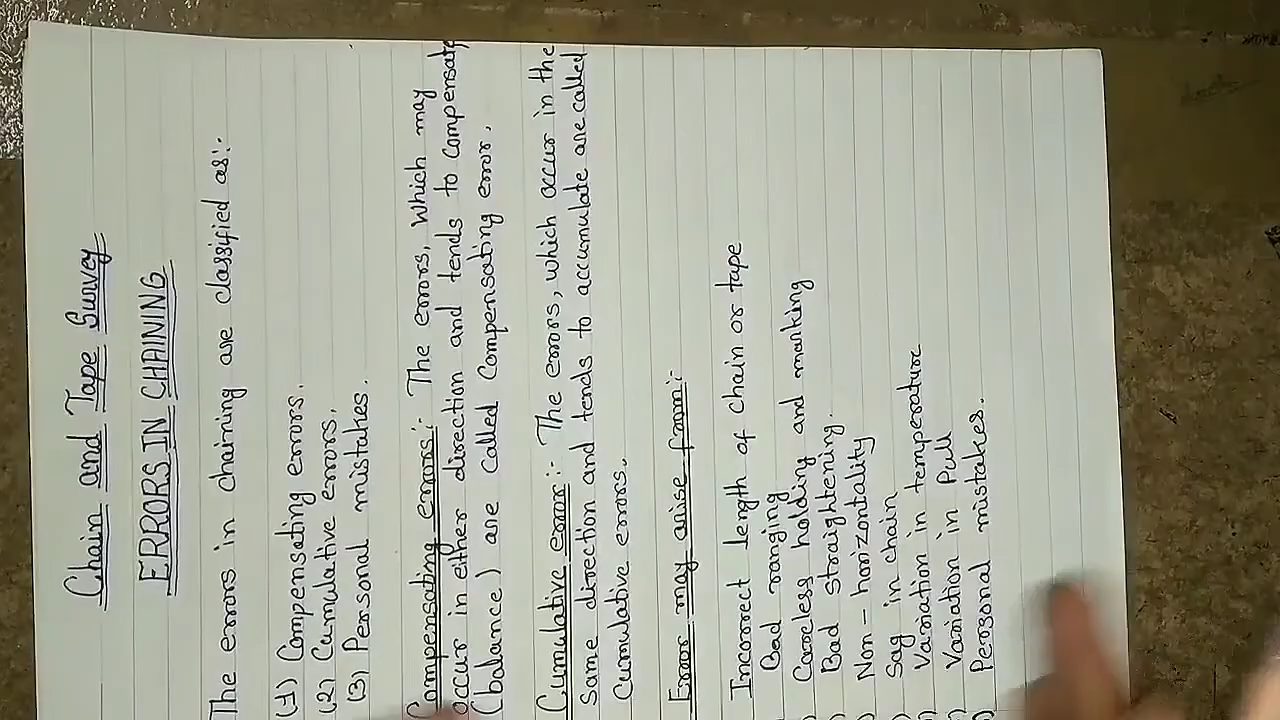 Chain and Tape Survey
ERRORS IN CHAINING
The errors in chaining are classified as:-
(1) Compensating errors.
(2) Cumulative errors.
(3) Personal mistakes.
Compensating errors:- The errors, which may
occur in either direction and tends to compensate
(balance) are called compensating error.
Cumulative error:- The errors, which occur in the
same direction and tends to accumulate are called
Cumulative errors.
Error may arise from:-
Incorrect length of chain or tape
Bad ranging
Careless holding and marking
Bad straightening.
Non-horizontality
Sag in chain
Variation in temperature
Variation in Pull
Personal mistakes.